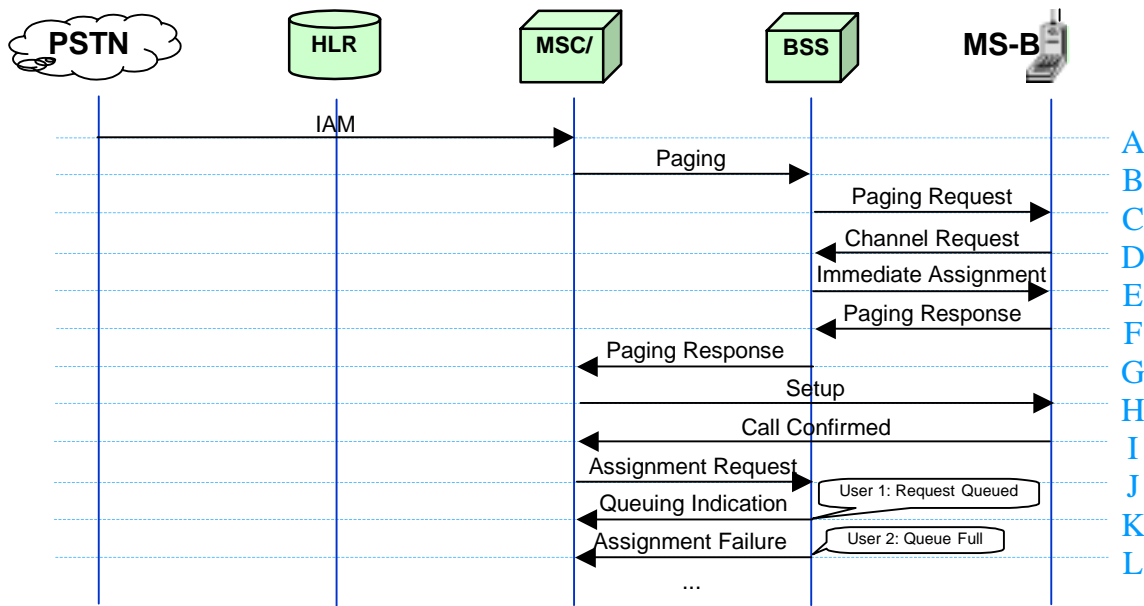 PSTN
HLR
MSC/
BSS
MS-B
IAM
A
Paging
B
Paging Request
C
Channel Request
D
Immediate Assignment
E
Paging Response
F
Paging Response
G
Setup
H
Call Confirmed
I
Assignment Request
J
User 1: Request Queued
Queuing Indication
K
User 2: Queue Full
Assignment Failure
L
...